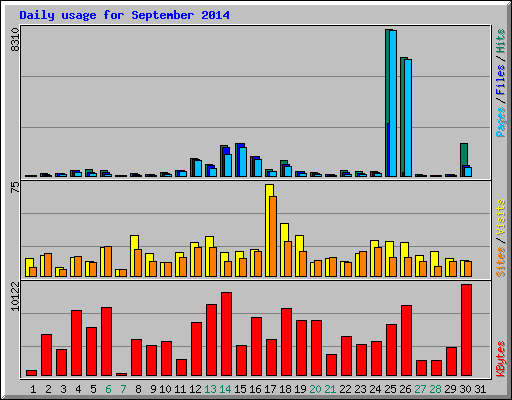 Daily usage for September 2014
8310
Pages / Files / Hits
75
Sites / Visits
10122
KBytes
1 2 3 4 5 6 7 8 9 10 11 12 13 14 15 16 17 18 19 20 21 22 23 24 25 26 27 28 29 30 31